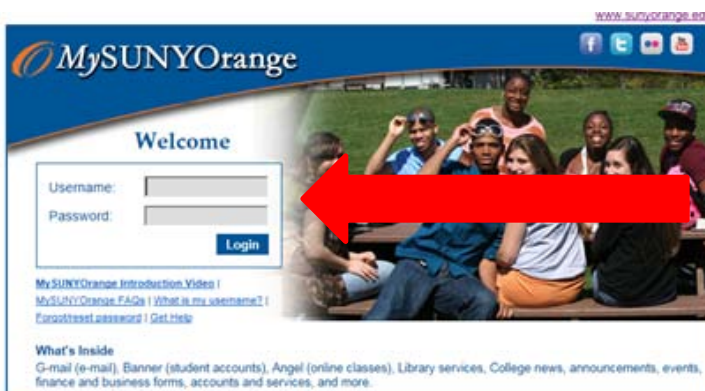 www.sunyorange.ed
MySUNYOrange
Welcome
Username:
Password:
Login
MySUNYOrange Introduction Video |
MySUNYOrange FAQs | What is my username? |
Forgot/reset password | Get Help
What's Inside
G-mail (e-mail), Banner (student accounts), Angel (online classes), Library services, College news, announcements, events,
finance and business forms, accounts and services, and more.